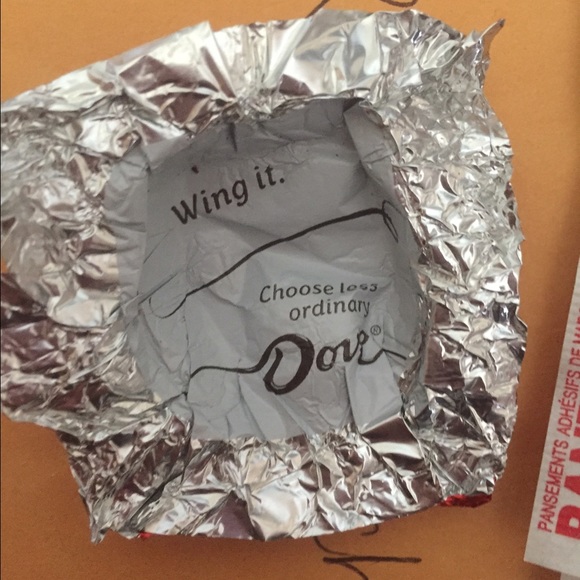 Wing it.
Choose less
ordinary
Dove®
PANSEMENTS ADHÉSIFS DE